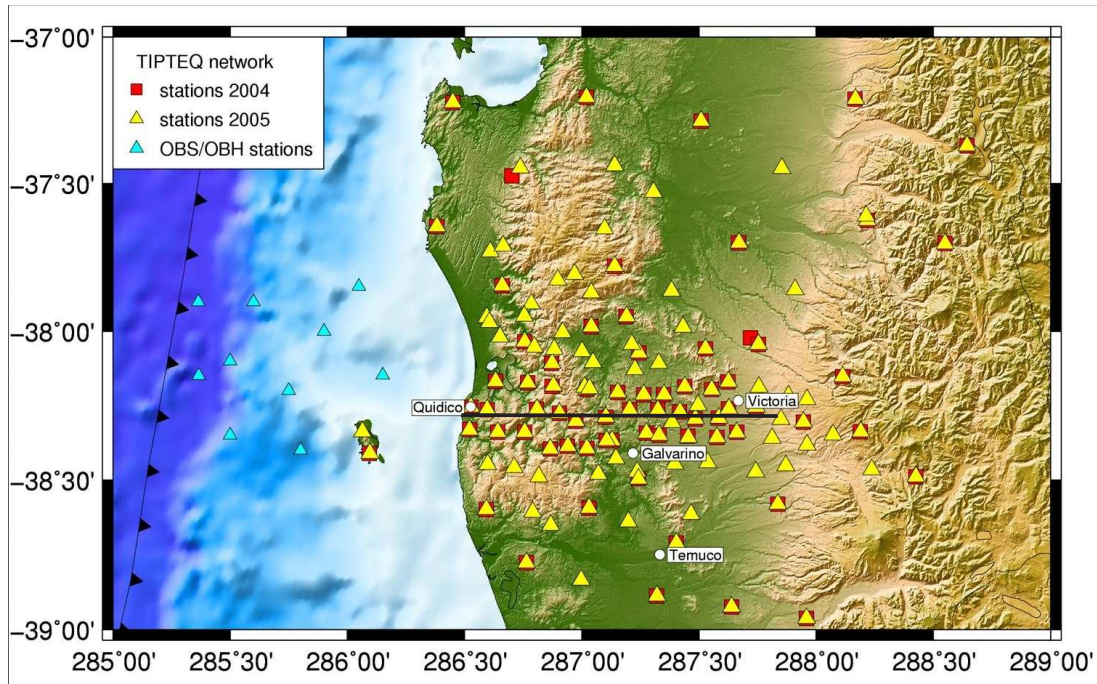 TIPTEQ network
stations 2004
stations 2005
OBS/OBH stations
−37˚00'
−37˚30'
−38˚00'
−38˚30'
−39˚00'
Quidico
Victoria
Galvarino
Temuco
285˚00' 285˚30' 286˚00' 286˚30' 287˚00' 287˚30' 288˚00' 288˚30' 289˚00'